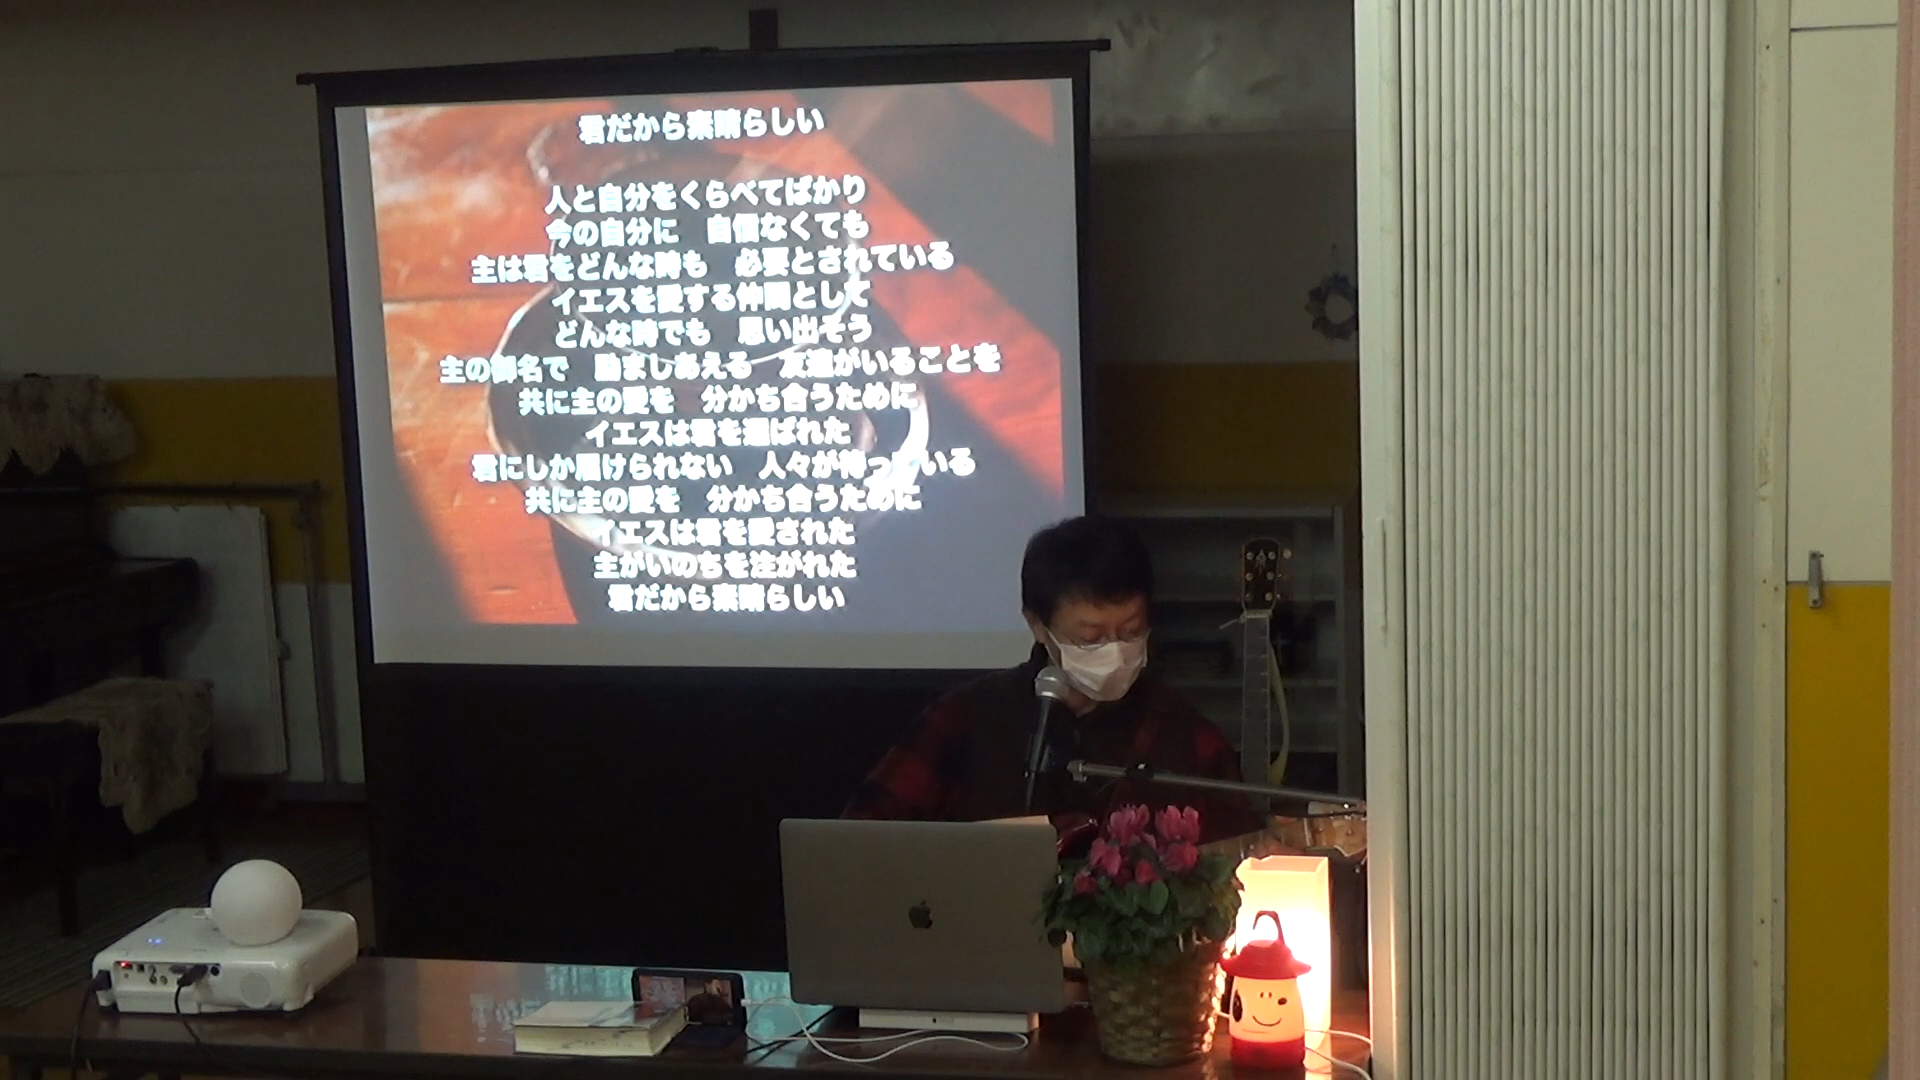 君だから素晴らしい
人と自分をくらべてばかり
今の自分に　自信なくても
主は君をどんな時も　必要とされている
イエスを愛する仲間として
どんな時でも　思い出そう
主の御名で　励ましあえる　友達がいることを
共に主の愛を　分かち合うために
イエスは君を選ばれた
君にしか届けられない　人々が待っている
共に主の愛を　分かち合うために
イエスは君を愛された
主がいのちを注がれた
君だから素晴らしい